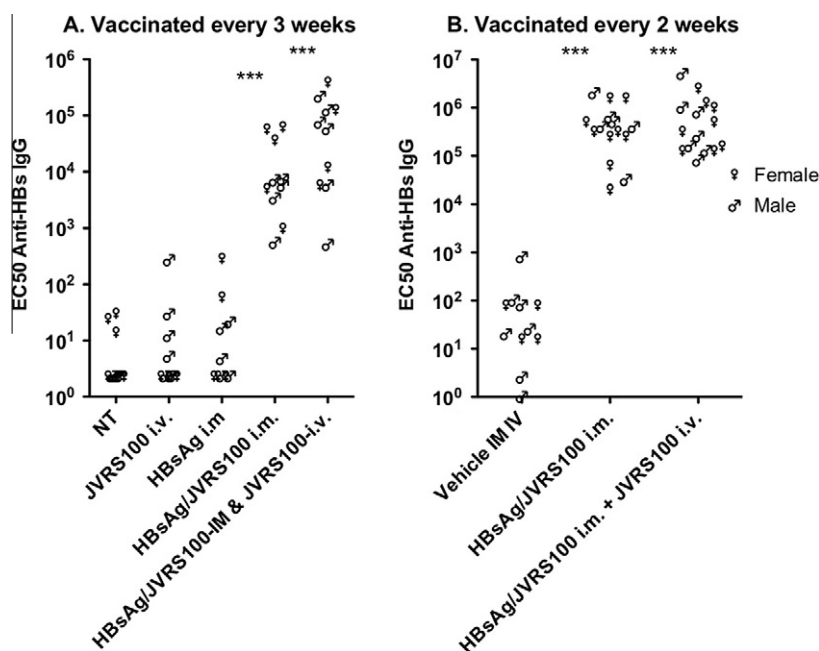 A. Vaccinated every 3 weeks
***
***
EC50 Anti-HBs IgG
10⁶
10⁵
10⁴
10³
10²
10¹
10⁰
NT
JVRS100 i.v.
HBsAg i.m
HBsAg/JVRS100 i.m.
HBsAg/JVRS100-IM & JVRS100-i.v.
B. Vaccinated every 2 weeks
***
***
EC50 Anti-HBs IgG
10⁷
10⁶
10⁵
10⁴
10³
10²
10¹
10⁰
Vehicle IM IV
HBsAg/JVRS100 i.m.
HBsAg/JVRS100 i.m. + JVRS100 i.v.
♀ Female
♂ Male